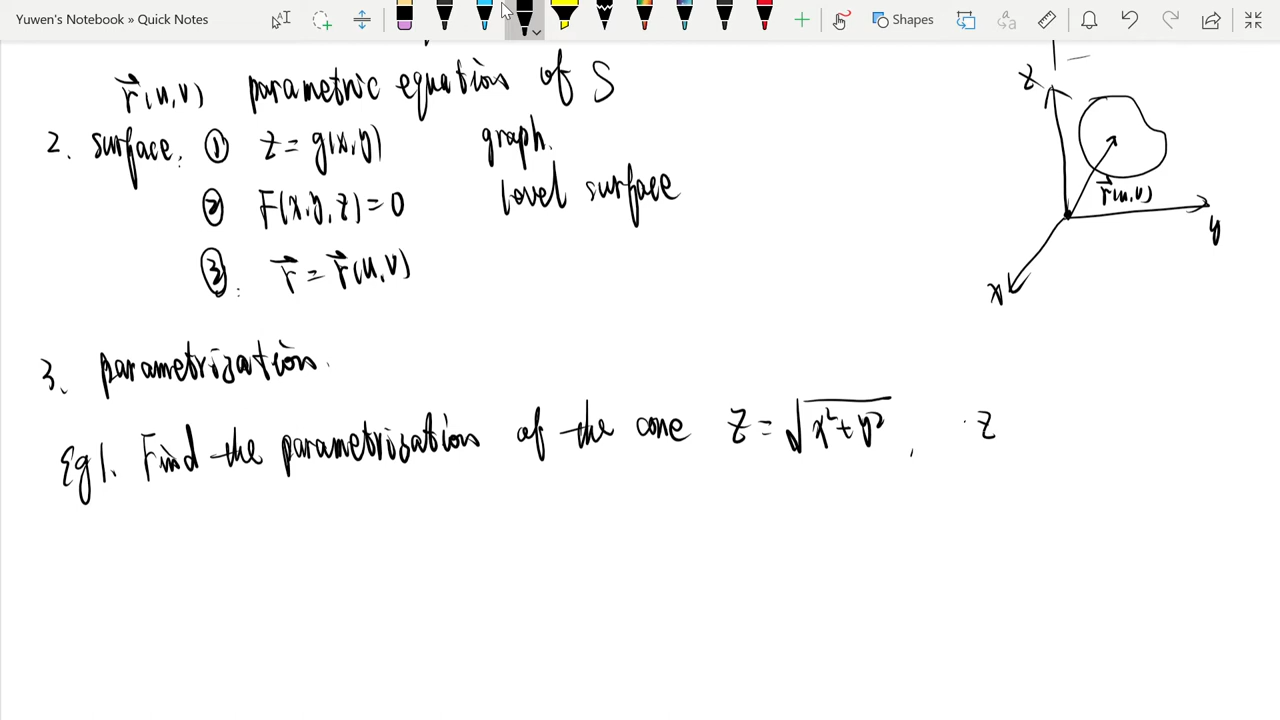 Yuwen's Notebook » Quick Notes
Shapes
r⃗(u,v) parametric equation of S
2. surface: ① z = g(x,y) graph.
② F(x,y,z)=0 level surface
③. r⃗ = r⃗(u,v)
z
r⃗(u,v)
y
x
3. parametrization.
Eg1. Find the parametrization of the cone z = √(x²+y²), z